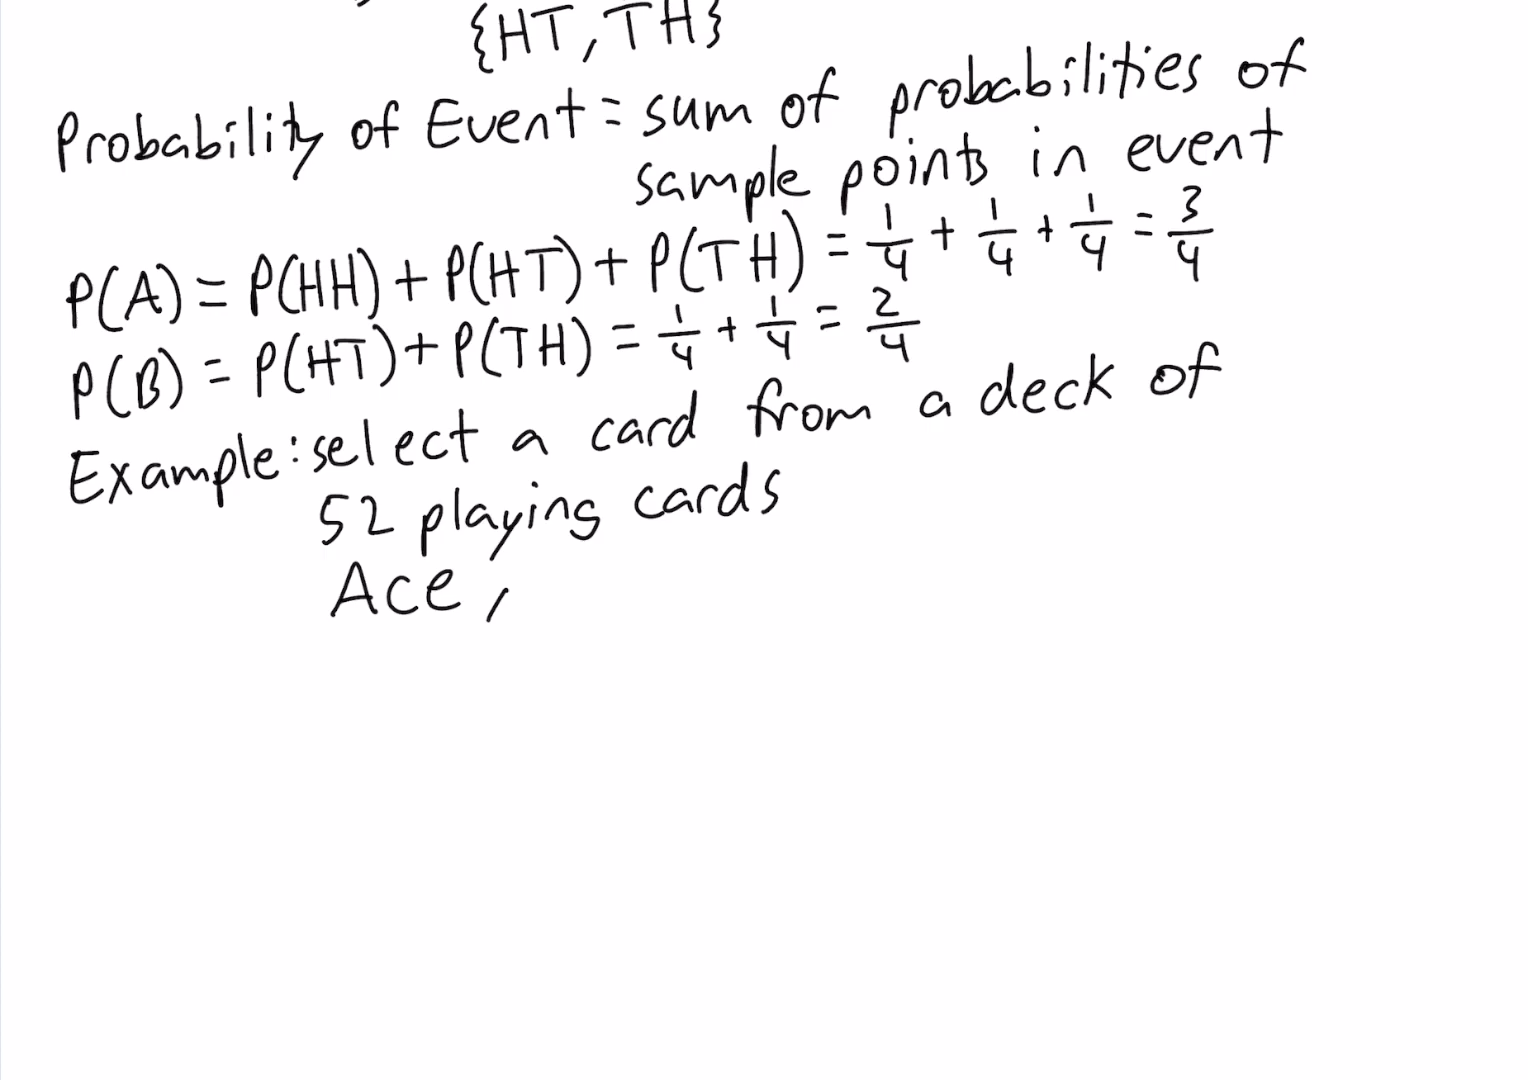 {HT, TH}
Probability of Event = sum of probabilities of
sample points in event
P(A) = P(HH) + P(HT) + P(TH) = 1/4 + 1/4 + 1/4 = 3/4
P(B) = P(HT) + P(TH) = 1/4 + 1/4 = 2/4
Example: select a card from a deck of
52 playing cards
Ace,